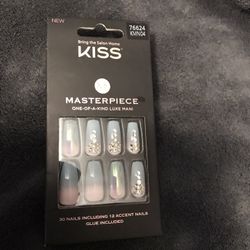 NEW
Bring the Salon Home
KISS
76624
KMN04
MASTERPIECE
ONE-OF-A-KIND LUXE MANI
30 NAILS INCLUDING 12 ACCENT NAILS
GLUE INCLUDED